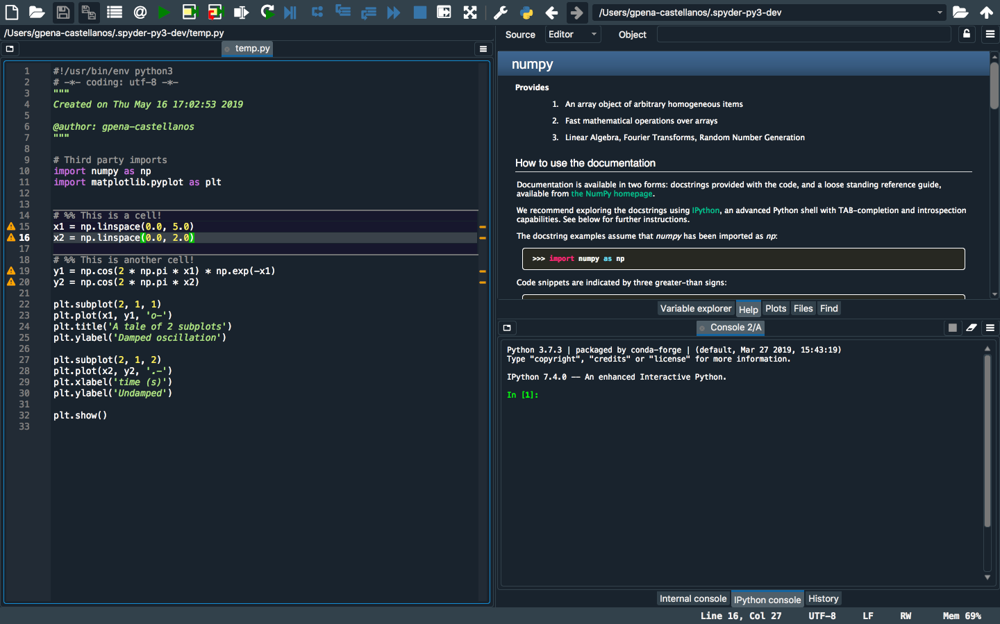 /Users/gpena-castellanos/.spyder-py3-dev
/Users/gpena-castellanos/.spyder-py3-dev/temp.py
temp.py
1 #!/usr/bin/env python3
2 # -*- coding: utf-8 -*-
3 """
4 Created on Thu May 16 17:02:53 2019
5
6 @author: gpena-castellanos
7 """
8
9 # Third party imports
10 import numpy as np
11 import matplotlib.pyplot as plt
12
13
14 # %% This is a cell!
15 x1 = np.linspace(0.0, 5.0)
16 x2 = np.linspace(0.0, 2.0)
17
18 # %% This is another cell!
19 y1 = np.cos(2 * np.pi * x1) * np.exp(-x1)
20 y2 = np.cos(2 * np.pi * x2)
21
22 plt.subplot(2, 1, 1)
23 plt.plot(x1, y1, 'o-')
24 plt.title('A tale of 2 subplots')
25 plt.ylabel('Damped oscillation')
26
27 plt.subplot(2, 1, 2)
28 plt.plot(x2, y2, '.-')
29 plt.xlabel('time (s)')
30 plt.ylabel('Undamped')
31
32 plt.show()
33
Source Editor Object
numpy
Provides
1. An array object of arbitrary homogeneous items
2. Fast mathematical operations over arrays
3. Linear Algebra, Fourier Transforms, Random Number Generation
How to use the documentation
Documentation is available in two forms: docstrings provided with the code, and a loose standing reference guide,
available from the NumPy homepage.
We recommend exploring the docstrings using IPython, an advanced Python shell with TAB-completion and introspection
capabilities. See below for further instructions.
The docstring examples assume that numpy has been imported as np:
>>> import numpy as np
Code snippets are indicated by three greater-than signs:
Variable explorer Help Plots Files Find
Console 2/A
Python 3.7.3 | packaged by conda-forge | (default, Mar 27 2019, 15:43:19)
Type "copyright", "credits" or "license" for more information.
IPython 7.4.0 -- An enhanced Interactive Python.
In [1]:
Internal console IPython console History
Line 16, Col 27 UTF-8 LF RW Mem 69%